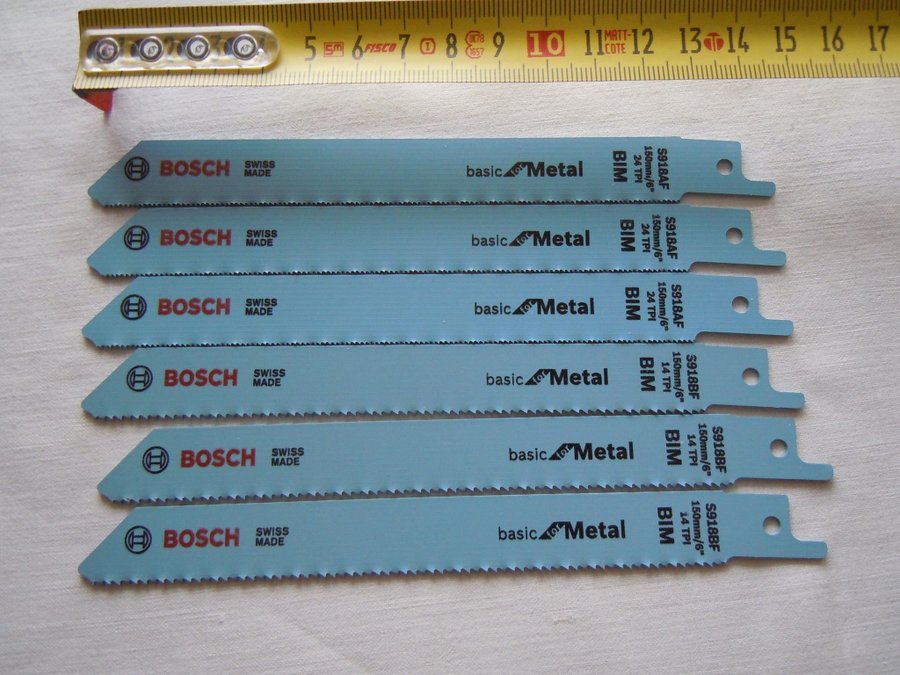 5 5m 6 FISCO 7 I 8 9 10 11 MATT- 12 13 14 15 16 17
COTE
BOSCH SWISS MADE basic for Metal BIM 24 TPI 150mm/6" S918AF
BOSCH SWISS MADE basic for Metal BIM 24 TPI 150mm/6" S918AF
BOSCH SWISS MADE basic for Metal BIM 24 TPI 150mm/6" S918AF
BOSCH SWISS MADE basic for Metal BIM 14 TPI 150mm/6" S918BF
BOSCH SWISS MADE basic for Metal BIM 14 TPI 150mm/6" S918BF
BOSCH SWISS MADE basic for Metal BIM 14 TPI 150mm/6" S918BF